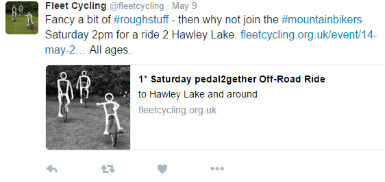 Fleet Cycling @fleetcycling · May 9
Fancy a bit of #roughstuff - then why not join the #mountainbikers
Saturday 2pm for a ride 2 Hawley Lake. fleetcycling.org.uk/event/14-
may-2... All ages.
1* Saturday pedal2gether Off-Road Ride
to Hawley Lake and around
fleetcycling.org.uk